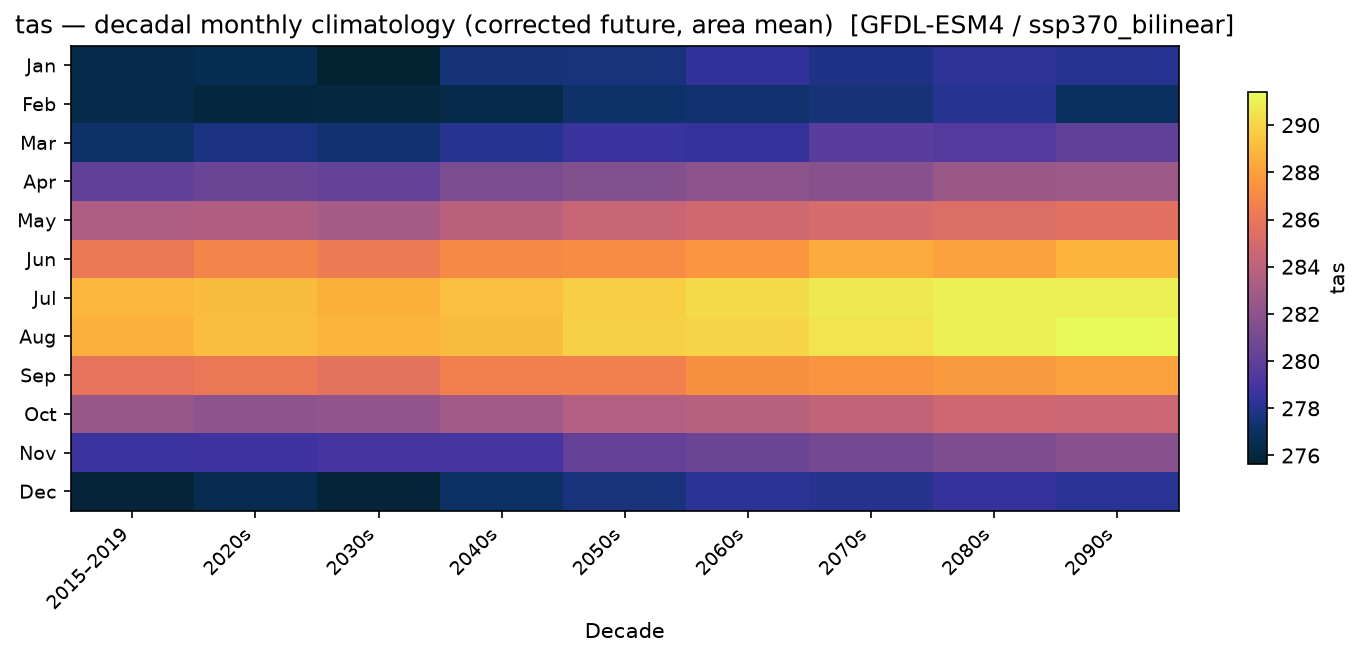 tas — decadal monthly climatology (corrected future, area mean)  [GFDL-ESM4 / ssp370_bilinear]
Jan
Feb
Mar
Apr
May
Jun
Jul
Aug
Sep
Oct
Nov
Dec
290
288
286
284
282
280
278
276
tas
2015–2019
2020s
2030s
2040s
2050s
2060s
2070s
2080s
2090s
Decade